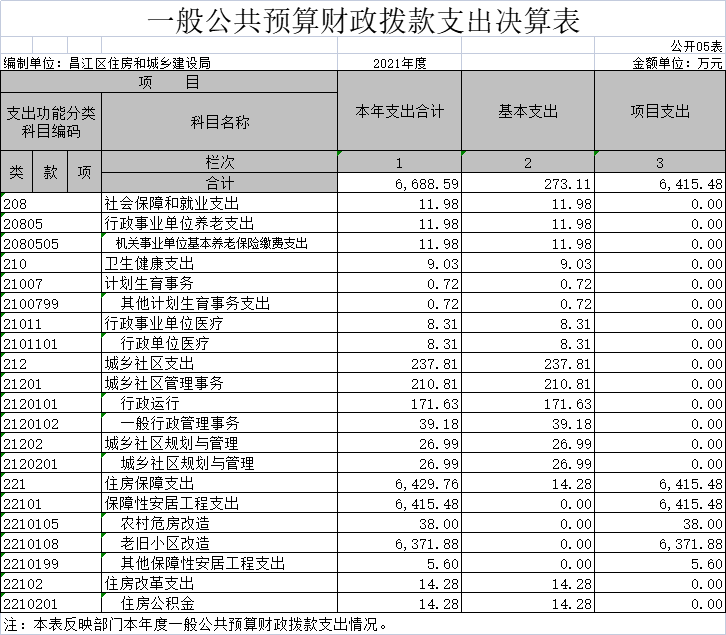 一般公共预算财政拨款支出决算表
公开05表
编制单位：昌江区住房和城乡建设局 2021年度 金额单位：万元
项 目 本年支出合计 基本支出 项目支出
支出功能分类科目编码 科目名称
类 款 项 栏次 1 2 3
合计 6,688.59 273.11 6,415.48
208 社会保障和就业支出 11.98 11.98 0.00
20805 行政事业单位养老支出 11.98 11.98 0.00
2080505 机关事业单位基本养老保险缴费支出 11.98 11.98 0.00
210 卫生健康支出 9.03 9.03 0.00
21007 计划生育事务 0.72 0.72 0.00
2100799 其他计划生育事务支出 0.72 0.72 0.00
21011 行政事业单位医疗 8.31 8.31 0.00
2101101 行政单位医疗 8.31 8.31 0.00
212 城乡社区支出 237.81 237.81 0.00
21201 城乡社区管理事务 210.81 210.81 0.00
2120101 行政运行 171.63 171.63 0.00
2120102 一般行政管理事务 39.18 39.18 0.00
21202 城乡社区规划与管理 26.99 26.99 0.00
2120201 城乡社区规划与管理 26.99 26.99 0.00
221 住房保障支出 6,429.76 14.28 6,415.48
22101 保障性安居工程支出 6,415.48 0.00 6,415.48
2210105 农村危房改造 38.00 0.00 38.00
2210108 老旧小区改造 6,371.88 0.00 6,371.88
2210199 其他保障性安居工程支出 5.60 0.00 5.60
22102 住房改革支出 14.28 14.28 0.00
2210201 住房公积金 14.28 14.28 0.00
注：本表反映部门本年度一般公共预算财政拨款支出情况。